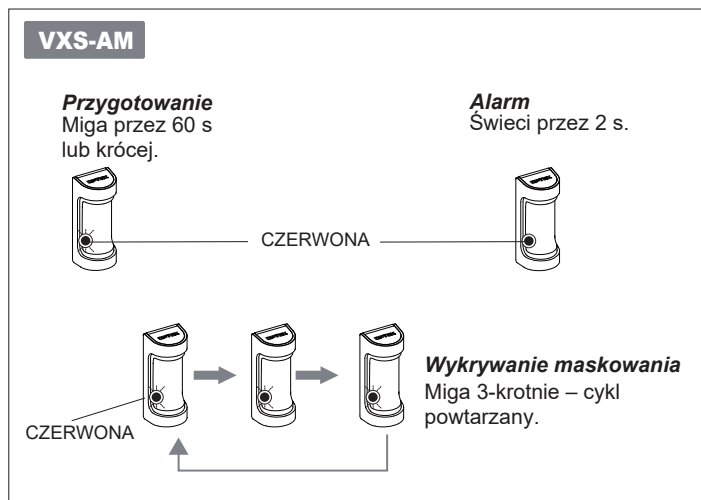 VXS-AM
Przygotowanie
Miga przez 60 s
lub krócej.
Alarm
Świeci przez 2 s.
CZERWONA
Wykrywanie maskowania
Miga 3-krotnie – cykl
powtarzany.
CZERWONA